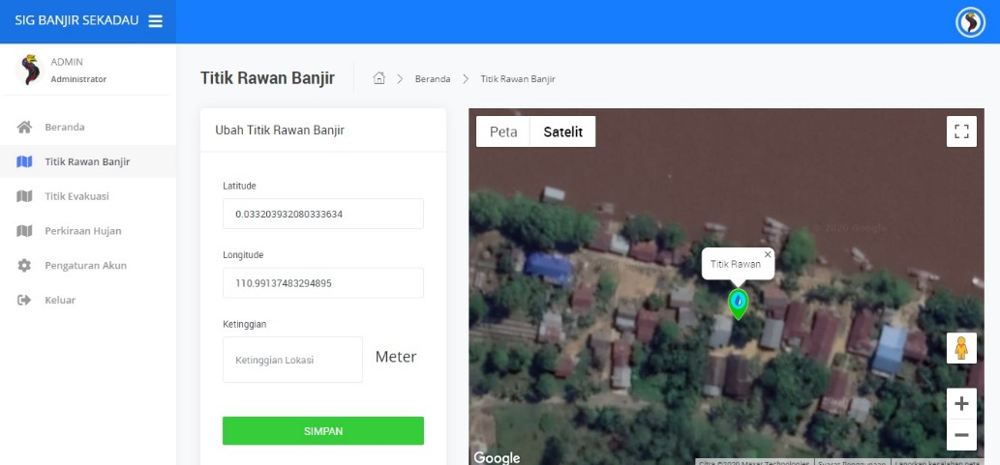 SIG BANJIR SEKADAU
ADMIN
Administrator
Beranda
Titik Rawan Banjir
Titik Evakuasi
Perkiraan Hujan
Pengaturan Akun
Keluar
Titik Rawan Banjir
Beranda
Titik Rawan Banjir
Ubah Titik Rawan Banjir
Latitude
0.033203932080333634
Longitude
110.99137483294895
Ketinggian
Ketinggian Lokasi
Meter
SIMPAN
Peta
Satelit
Titik Rawan
Google
Citra ©2020 Maxar Technologies
Syarat Penggunaan
Laporkan kesalahan peta